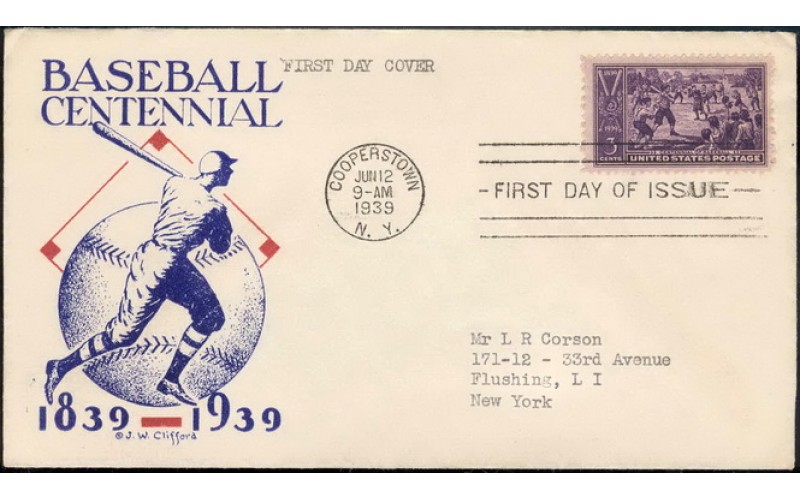 BASEBALL
CENTENNIAL
FIRST DAY COVER
COOPERSTOWN
JUN 12
9-AM
1939
N. Y.
3
CENTS
UNITED STATES POSTAGE
FIRST DAY OF ISSUE
Mr L R Corson
171-12 - 33rd Avenue
Flushing, L I
New York
1839 — 1939
© J. W. Clifford